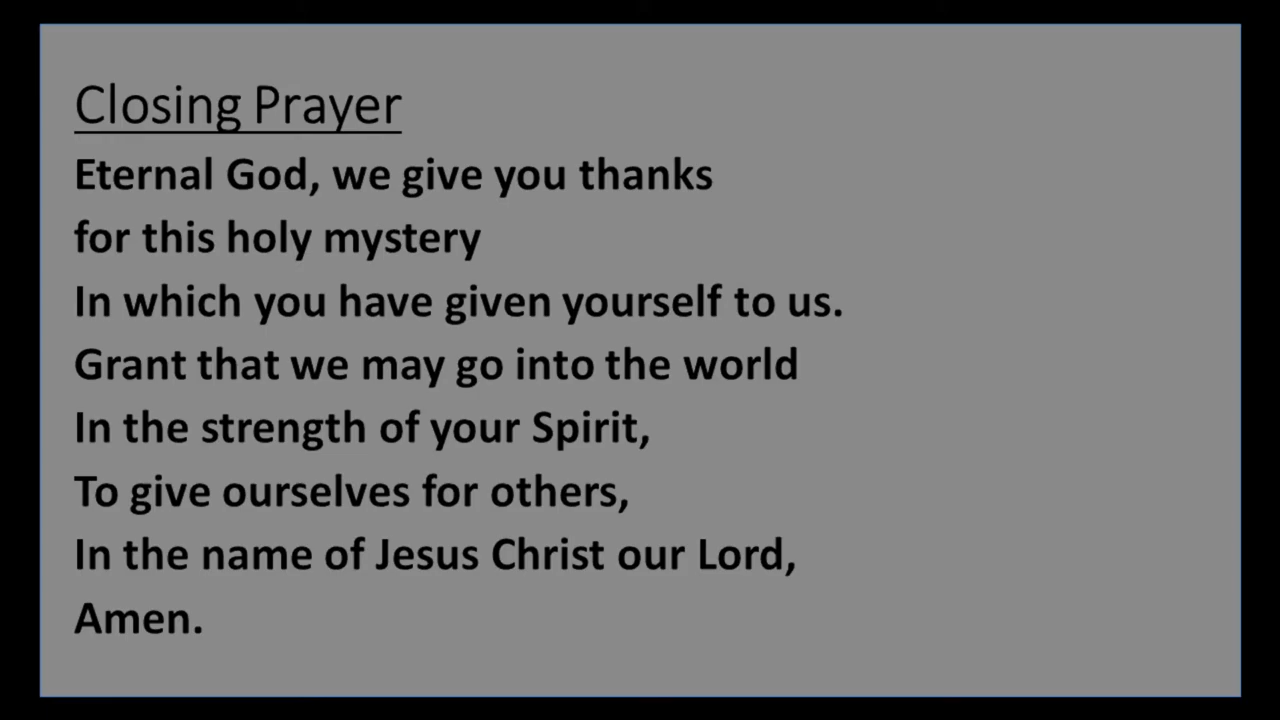 Closing Prayer
Eternal God, we give you thanks
for this holy mystery
In which you have given yourself to us.
Grant that we may go into the world
In the strength of your Spirit,
To give ourselves for others,
In the name of Jesus Christ our Lord,
Amen.